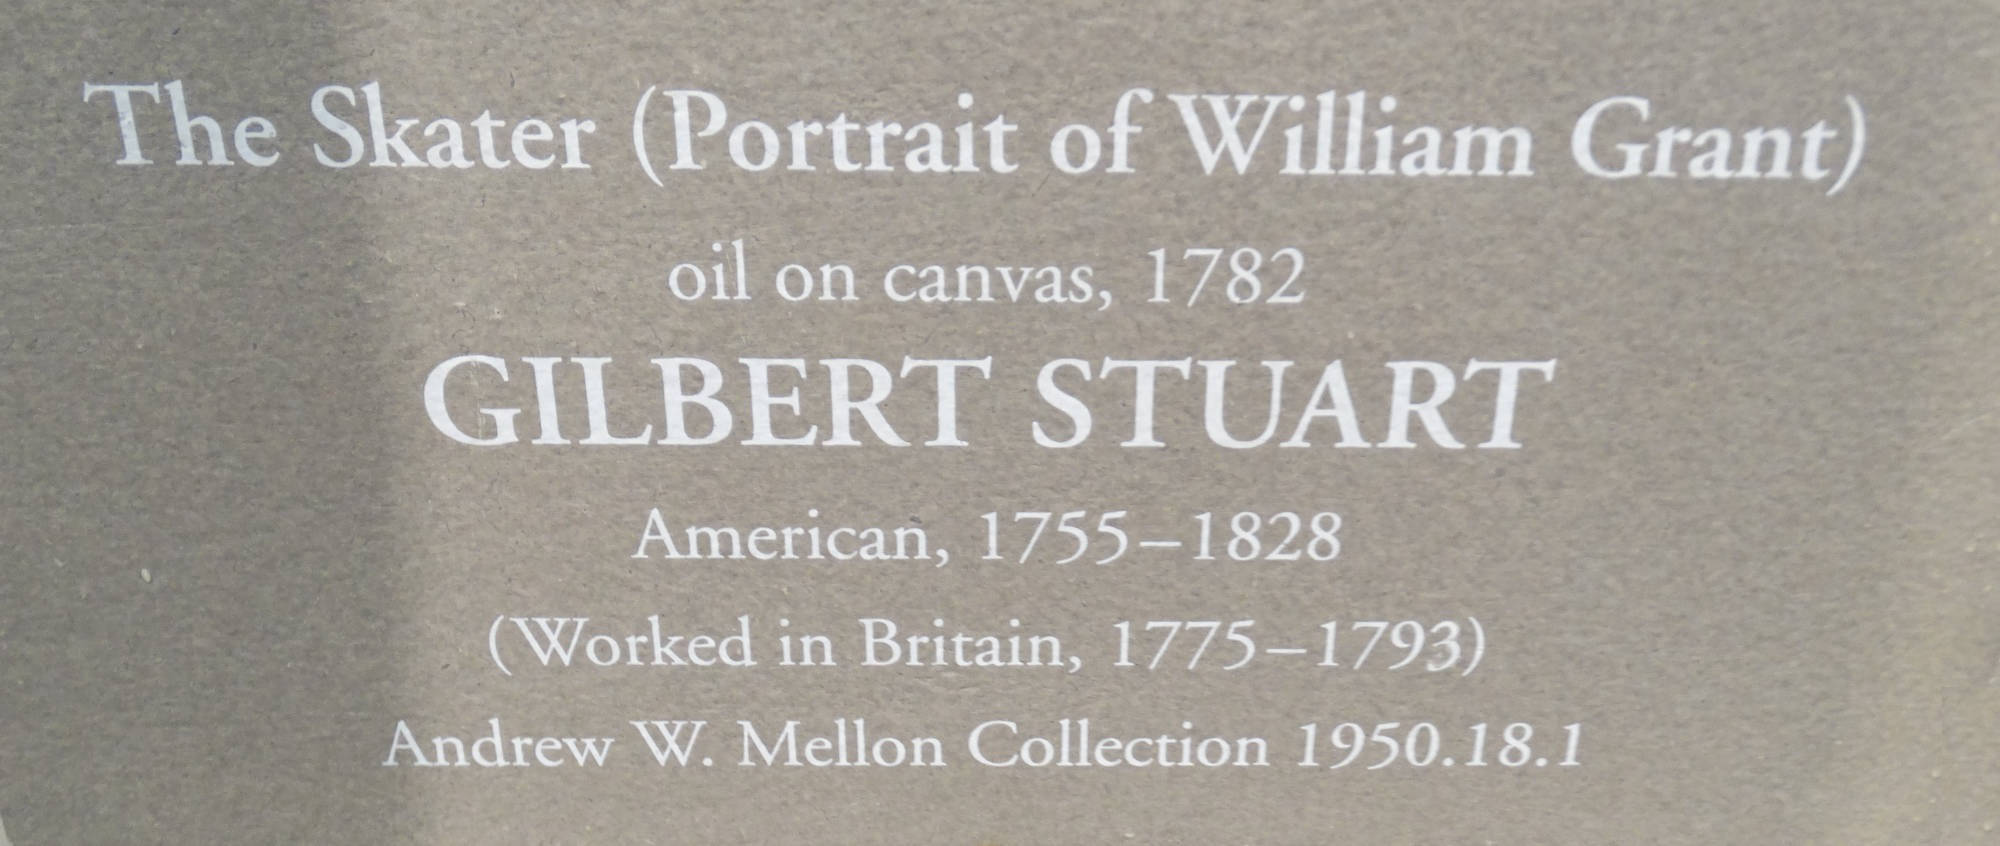 The Skater (Portrait of William Grant)
oil on canvas, 1782
GILBERT STUART
American, 1755–1828
(Worked in Britain, 1775–1793)
Andrew W. Mellon Collection 1950.18.1